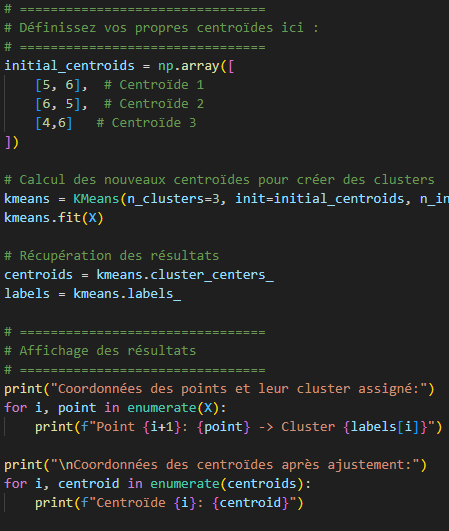 # ================================
# Définissez vos propres centroïdes ici :
# ================================
initial_centroids = np.array([
    [5, 6],  # Centroïde 1
    [6, 5],  # Centroïde 2
    [4,6]   # Centroïde 3
])

# Calcul des nouveaux centroïdes pour créer des clusters
kmeans = KMeans(n_clusters=3, init=initial_centroids, n_in
kmeans.fit(X)

# Récupération des résultats
centroids = kmeans.cluster_centers_
labels = kmeans.labels_

# ================================
# Affichage des résultats
# ================================
print("Coordonnées des points et leur cluster assigné:")
for i, point in enumerate(X):
    print(f"Point {i+1}: {point} -> Cluster {labels[i]}")

print("\nCoordonnées des centroïdes après ajustement:")
for i, centroid in enumerate(centroids):
    print(f"Centroïde {i}: {centroid}")